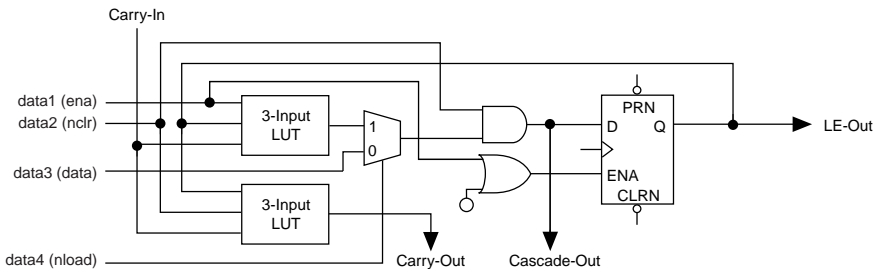 Carry-In
data1 (ena)
data2 (nclr)
data3 (data)
data4 (nload)
3-Input
LUT
3-Input
LUT
1
0
PRN
D
Q
ENA
CLRN
LE-Out
Carry-Out
Cascade-Out